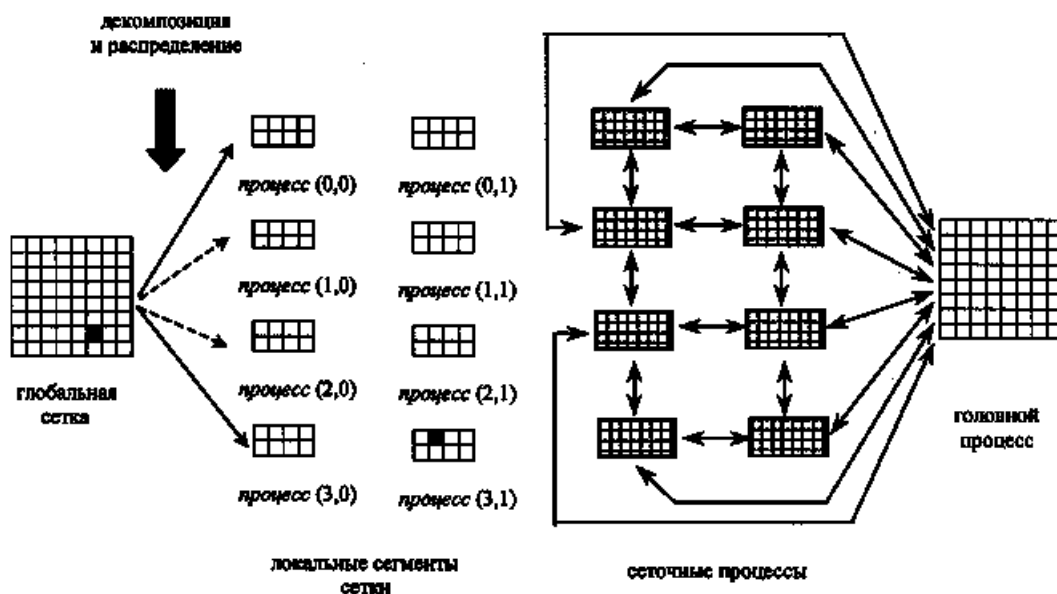 декомпозиция
и распределение
процесс (0,0)
процесс (0,1)
процесс (1,0)
процесс (1,1)
процесс (2,0)
процесс (2,1)
глобальная
сетка
процесс (3,0)
процесс (3,1)
головной
процесс
локальные сегменты
сетки
сеточные процессы